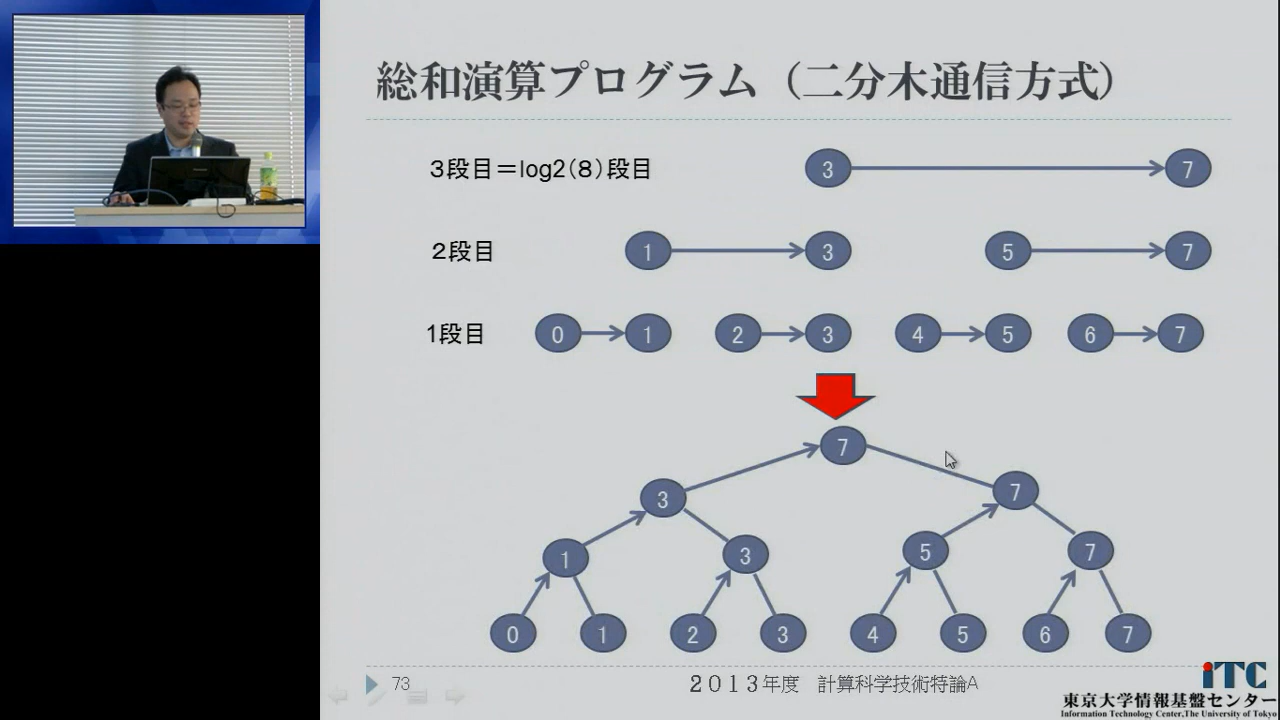 総和演算プログラム（二分木通信方式）
３段目＝log2（８）段目
3 7
２段目
1 3 5 7
1段目
0 1 2 3 4 5 6 7
7
3 7
1 3 5 7
0 1 2 3 4 5 6 7
73
２０１３年度 計算科学技術特論A
iTC
東京大学情報基盤センター
Information Technology Center,The University of Tokyo